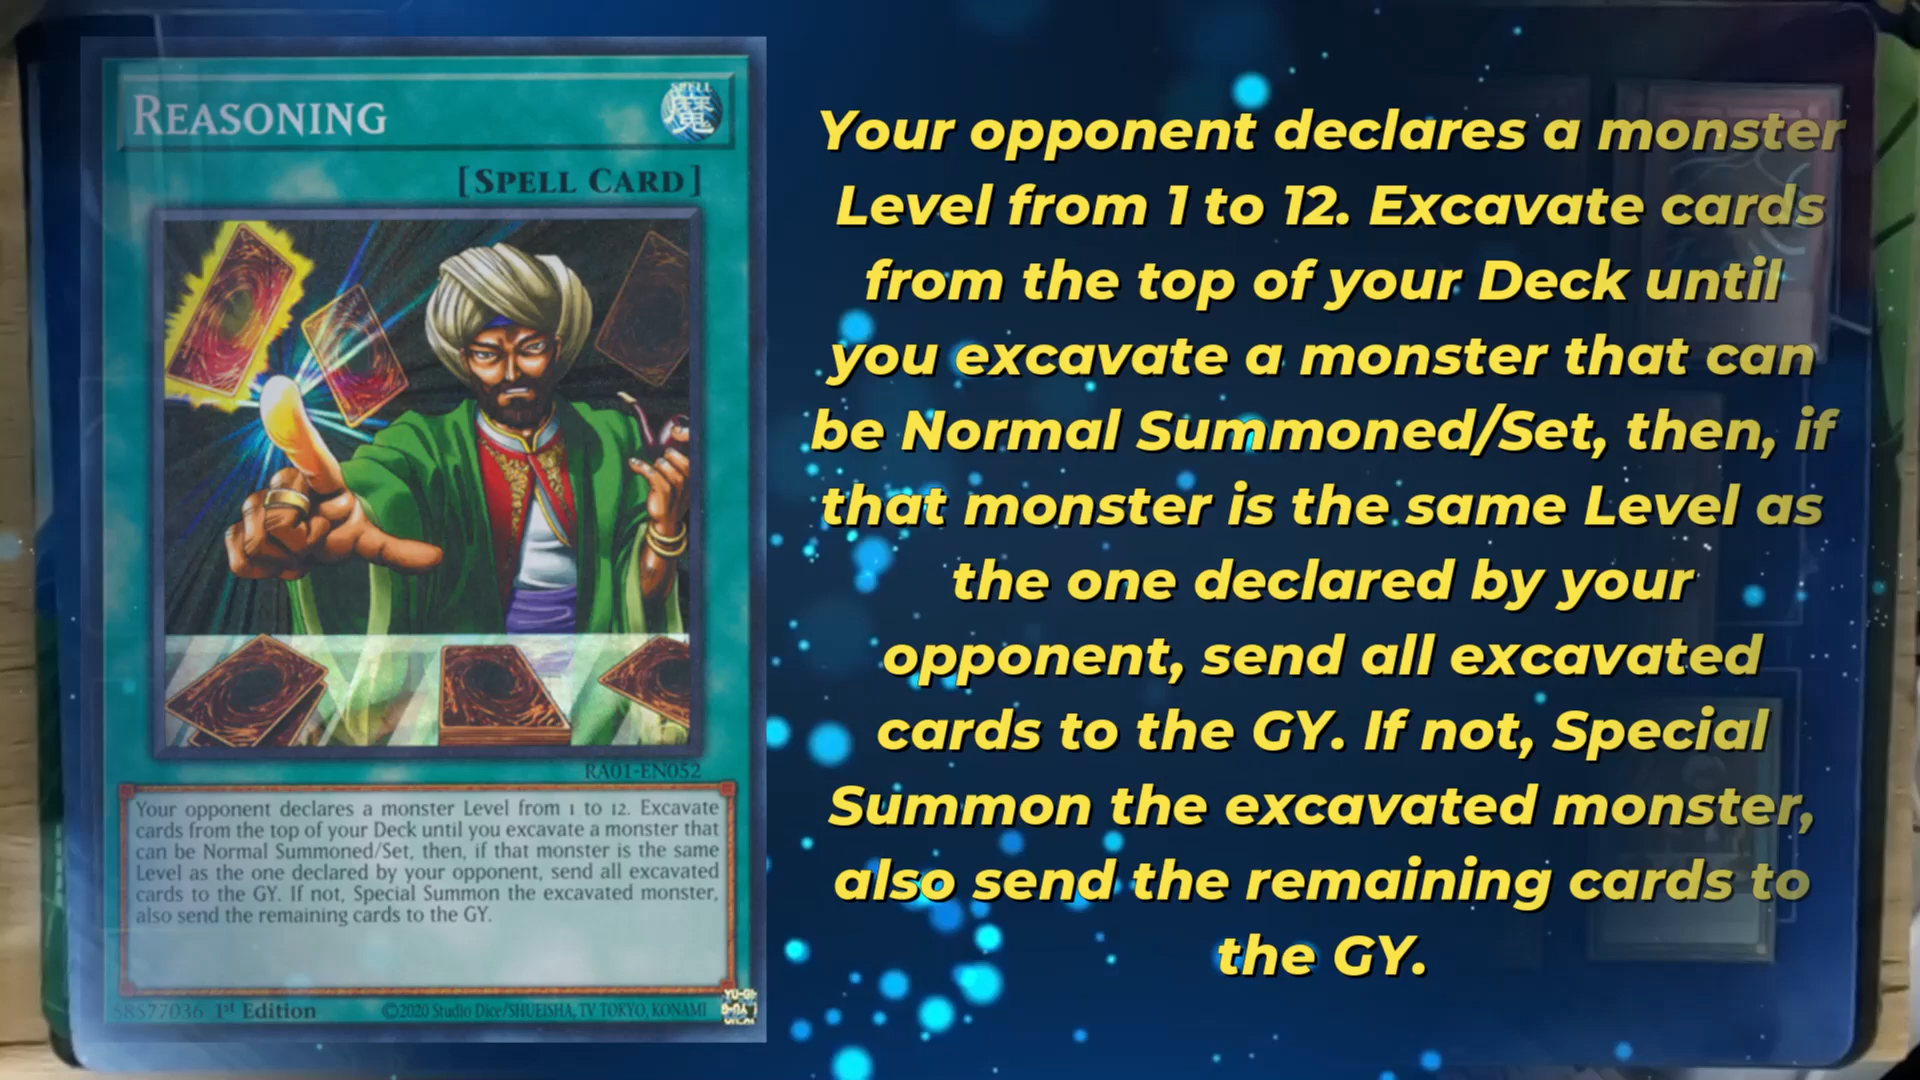 REASONING
SPELL
魔
[SPELL CARD]
RA01-EN052
Your opponent declares a monster Level from 1 to 12. Excavate
cards from the top of your Deck until you excavate a monster that
can be Normal Summoned/Set, then, if that monster is the same
Level as the one declared by your opponent, send all excavated
cards to the GY. If not, Special Summon the excavated monster,
also send the remaining cards to the GY.
58577036 1st Edition
©2020 Studio Dice/SHUEISHA, TV TOKYO, KONAMI
Your opponent declares a monster
Level from 1 to 12. Excavate cards
from the top of your Deck until
you excavate a monster that can
be Normal Summoned/Set, then, if
that monster is the same Level as
the one declared by your
opponent, send all excavated
cards to the GY. If not, Special
Summon the excavated monster,
also send the remaining cards to
the GY.